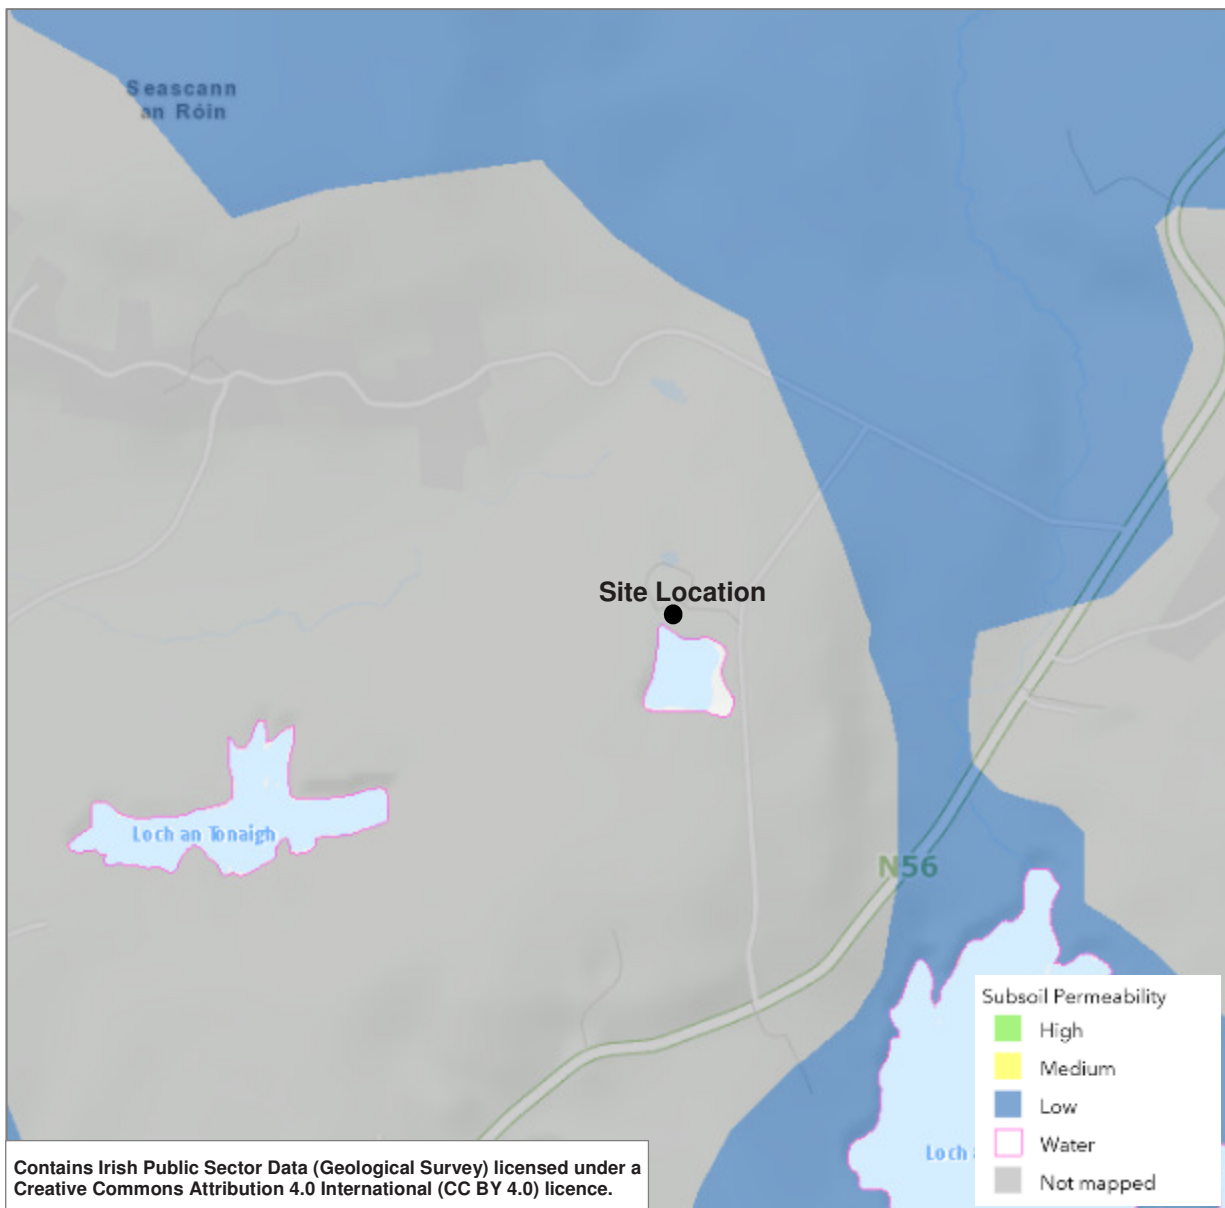 Seascann
an Róin
Site Location
Loch an Tonaigh
N56
Loch a
Subsoil Permeability
High
Medium
Low
Water
Not mapped
Contains Irish Public Sector Data (Geological Survey) licensed under a
Creative Commons Attribution 4.0 International (CC BY 4.0) licence.